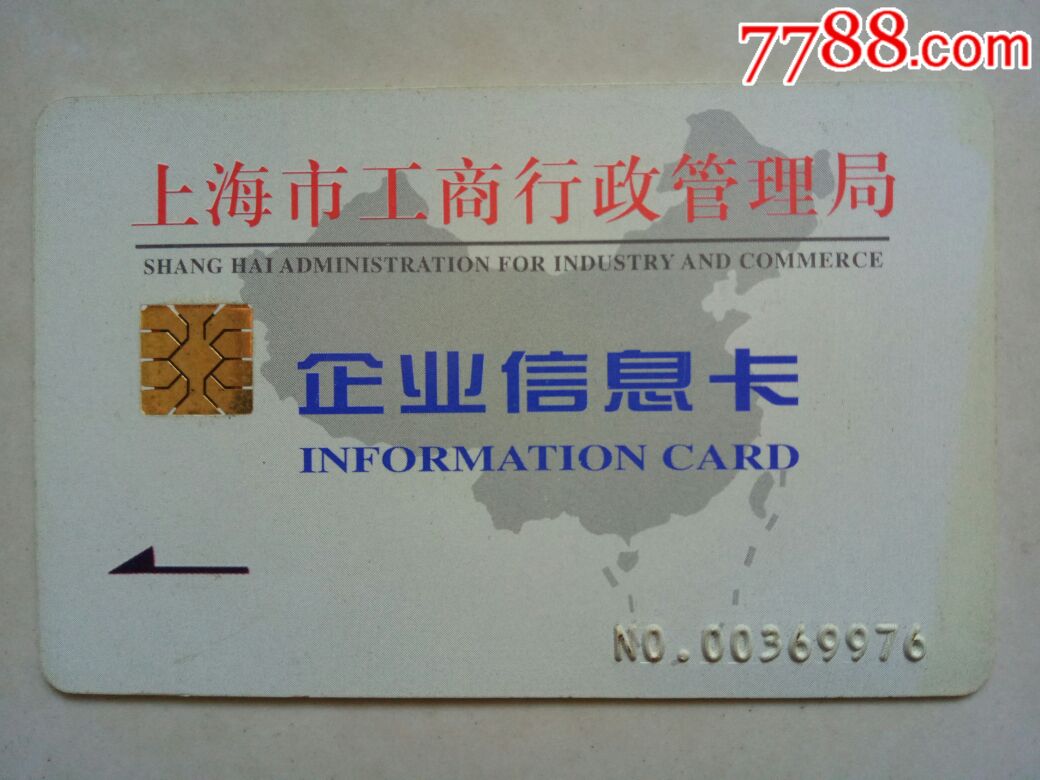 7788.com
上海市工商行政管理局
SHANG HAI ADMINISTRATION FOR INDUSTRY AND COMMERCE
企业信息卡
INFORMATION CARD
NO.00369976